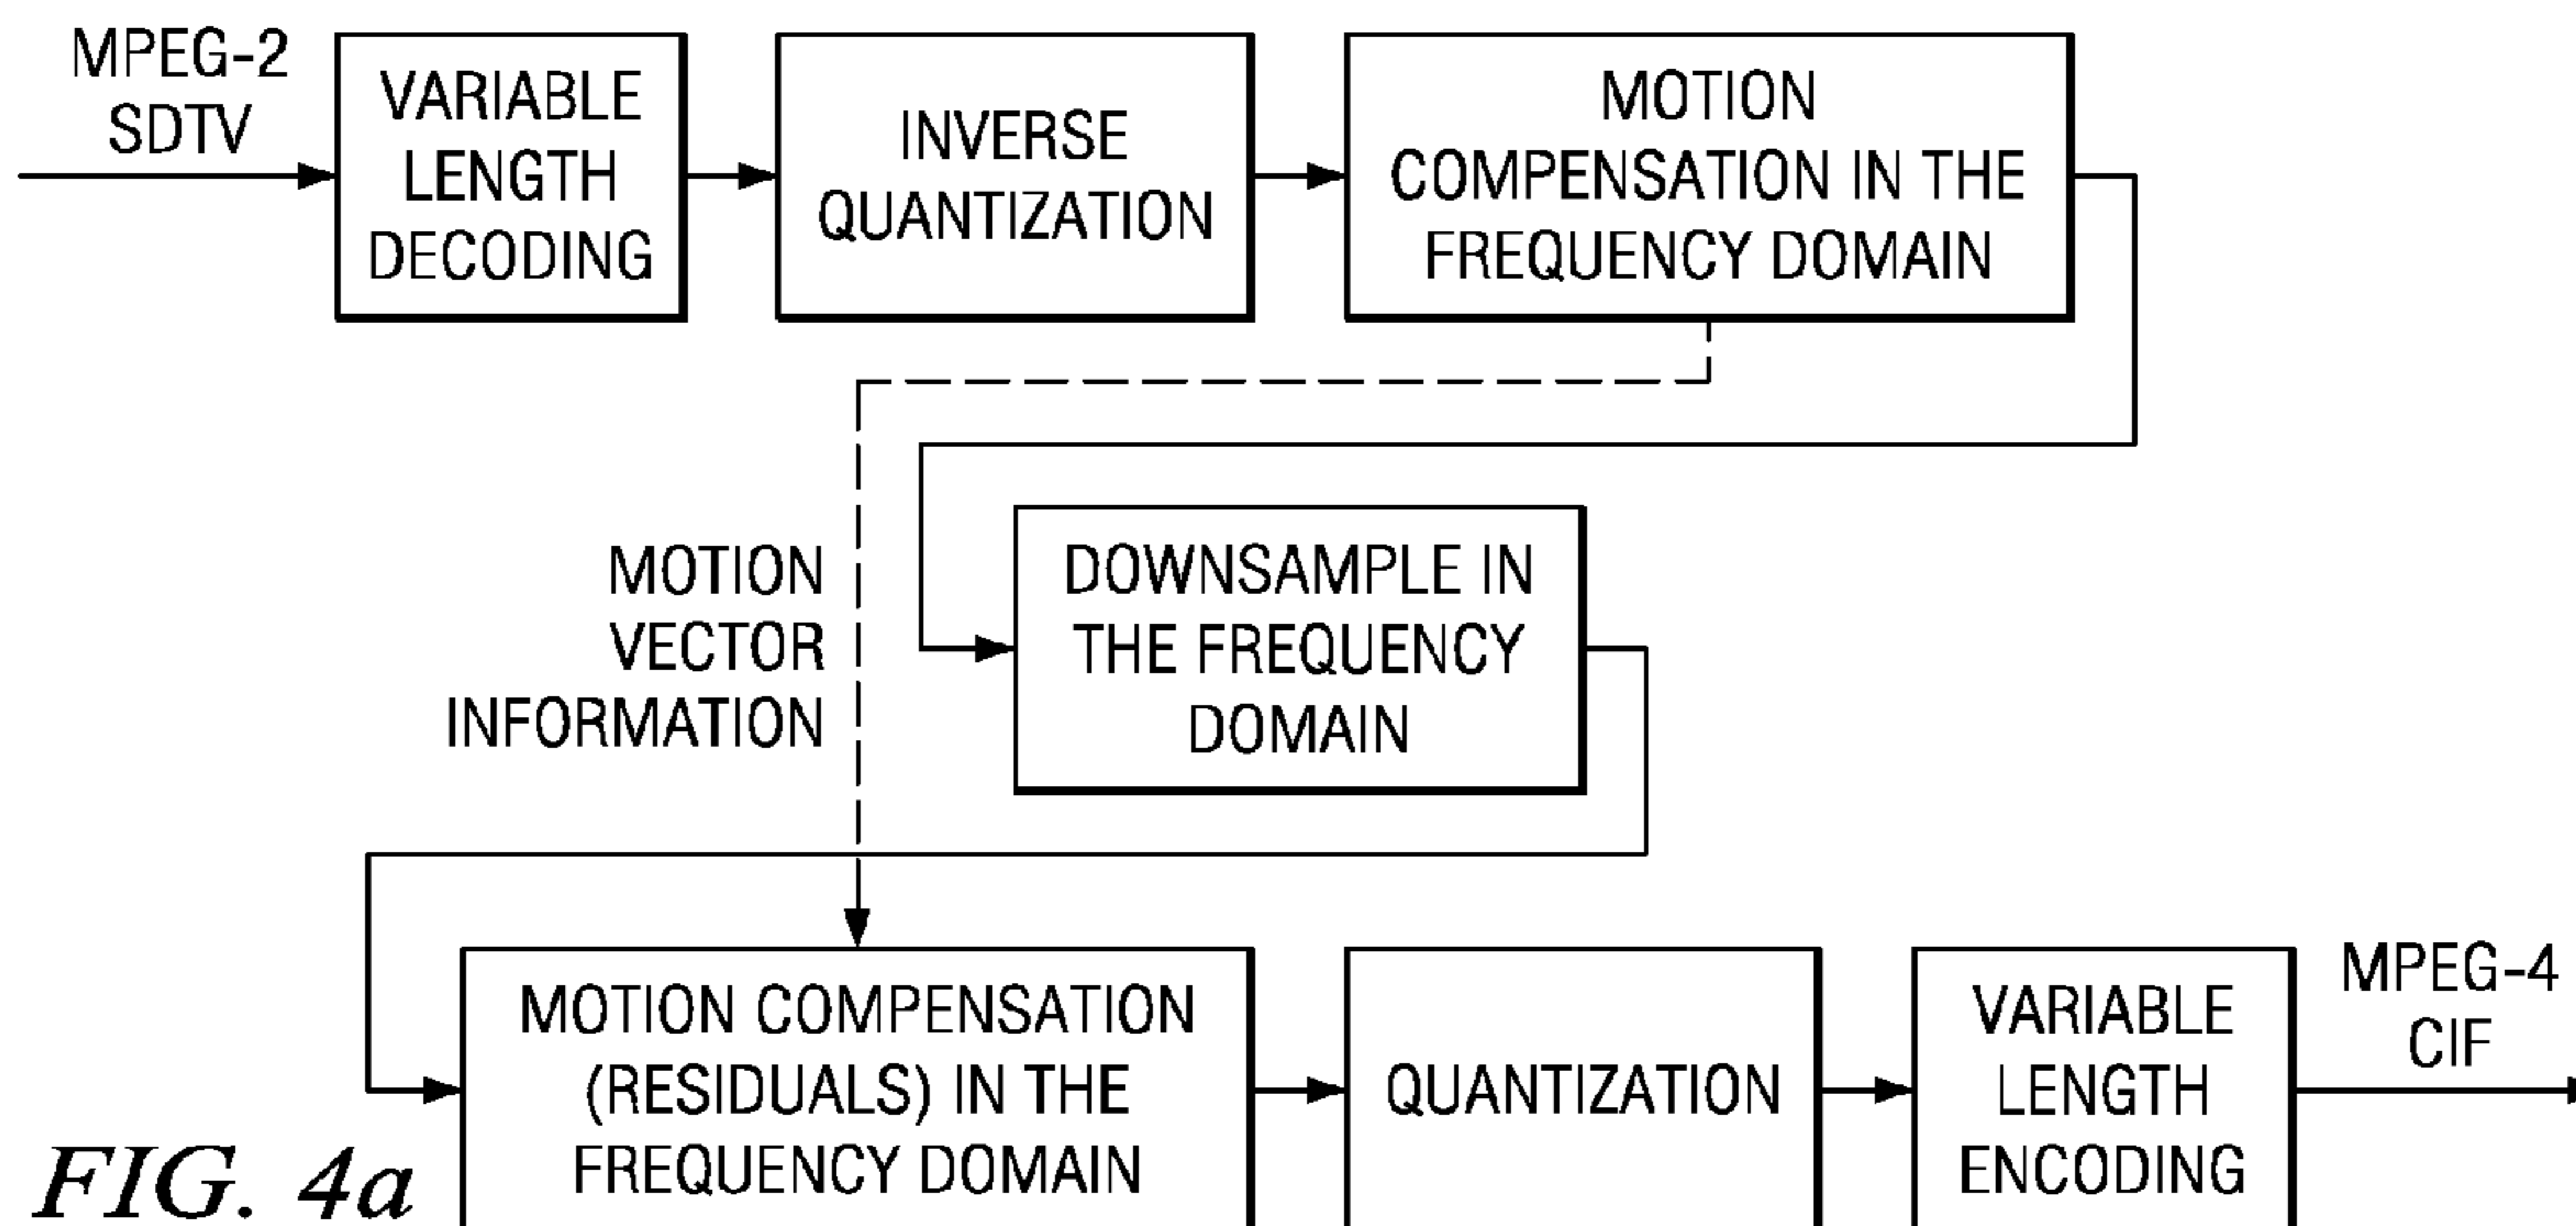 MPEG-2
SDTV
VARIABLE
LENGTH
DECODING
INVERSE
QUANTIZATION
MOTION
COMPENSATION IN THE
FREQUENCY DOMAIN
MOTION
VECTOR
INFORMATION
DOWNSAMPLE IN
THE FREQUENCY
DOMAIN
MOTION COMPENSATION
(RESIDUALS) IN THE
FREQUENCY DOMAIN
QUANTIZATION
VARIABLE
LENGTH
ENCODING
MPEG-4
CIF
FIG. 4a